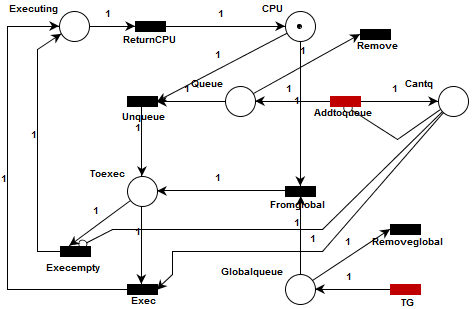 Executing
CPU
1
1
ReturnCPU
Remove
1
1
Queue
Cantq
1
1
1
Unqueue
Addtoqueue
1
1
1
Toexec
1
Fromglobal
1
1
1
1
1
Removeglobal
Execempty
Globalqueue
1
Exec
TG